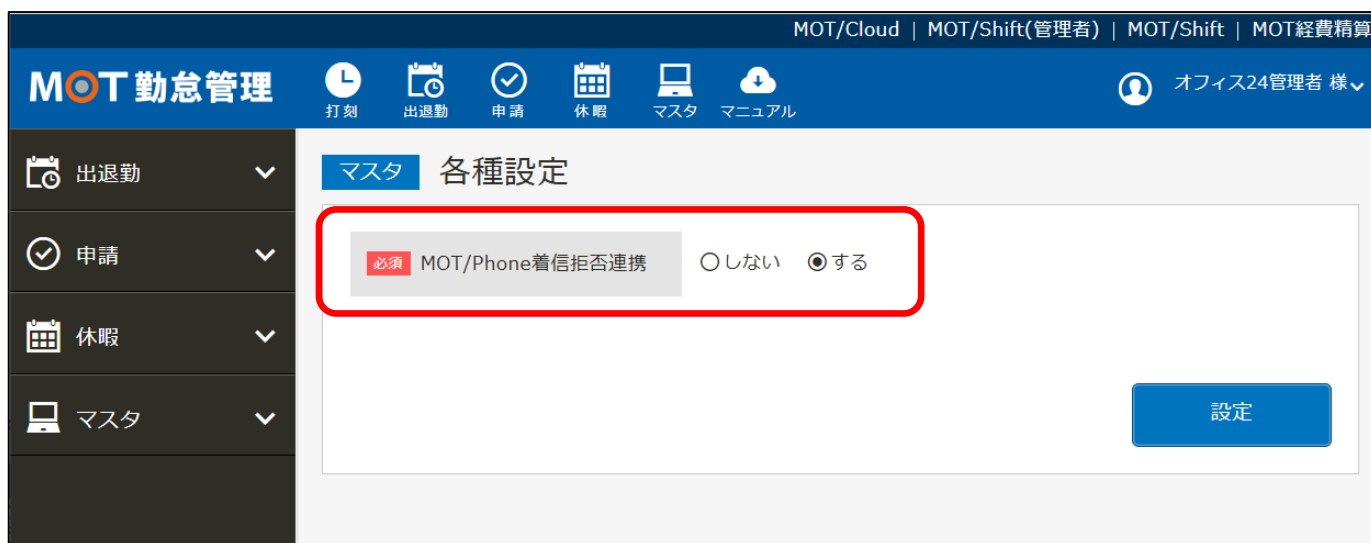 MOT/Cloud | MOT/Shift(管理者) | MOT/Shift | MOT経費精算
MOT 勤怠管理
打刻 出退勤 申請 休暇 マスタ マニュアル
オフィス24管理者 様
出退勤
申請
休暇
マスタ
マスタ 各種設定
必須 MOT/Phone着信拒否連携 しない する
設定